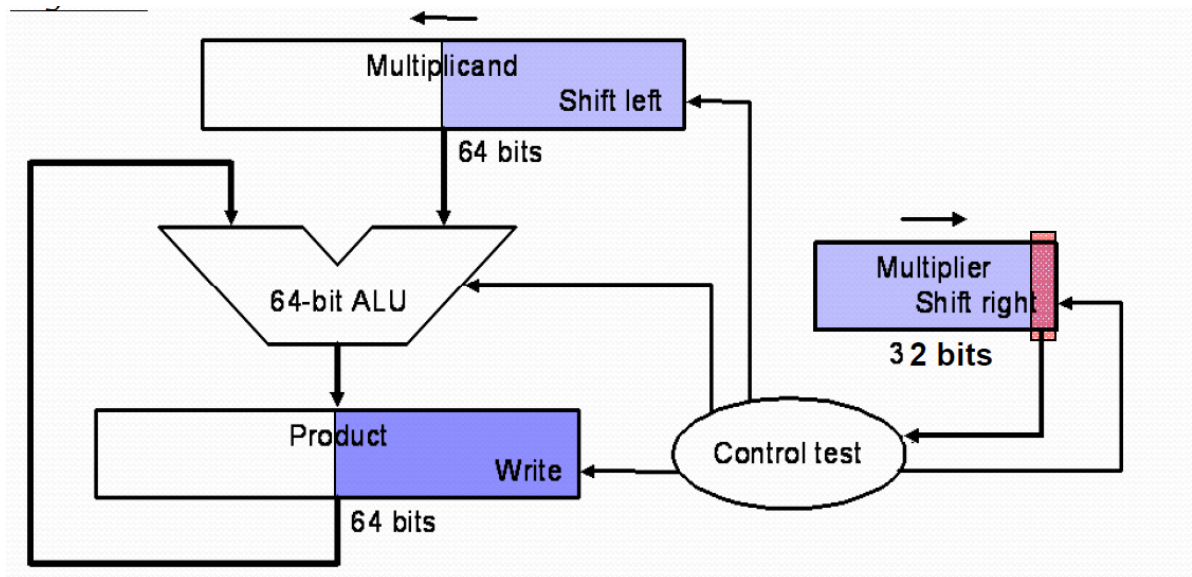 Multiplicand
Shift left
64 bits
64-bit ALU
Multiplier
Shift right
32 bits
Product
Write
Control test
64 bits